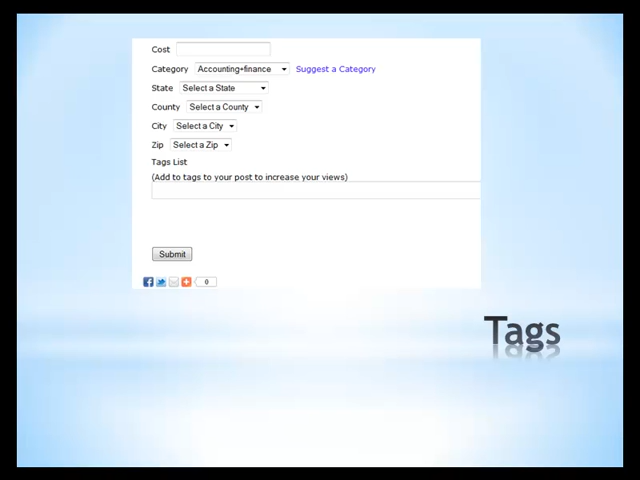 Cost
Category Accounting+finance Suggest a Category
State Select a State
County Select a County
City Select a City
Zip Select a Zip
Tags List
(Add to tags to your post to increase your views)
Submit
0
Tags